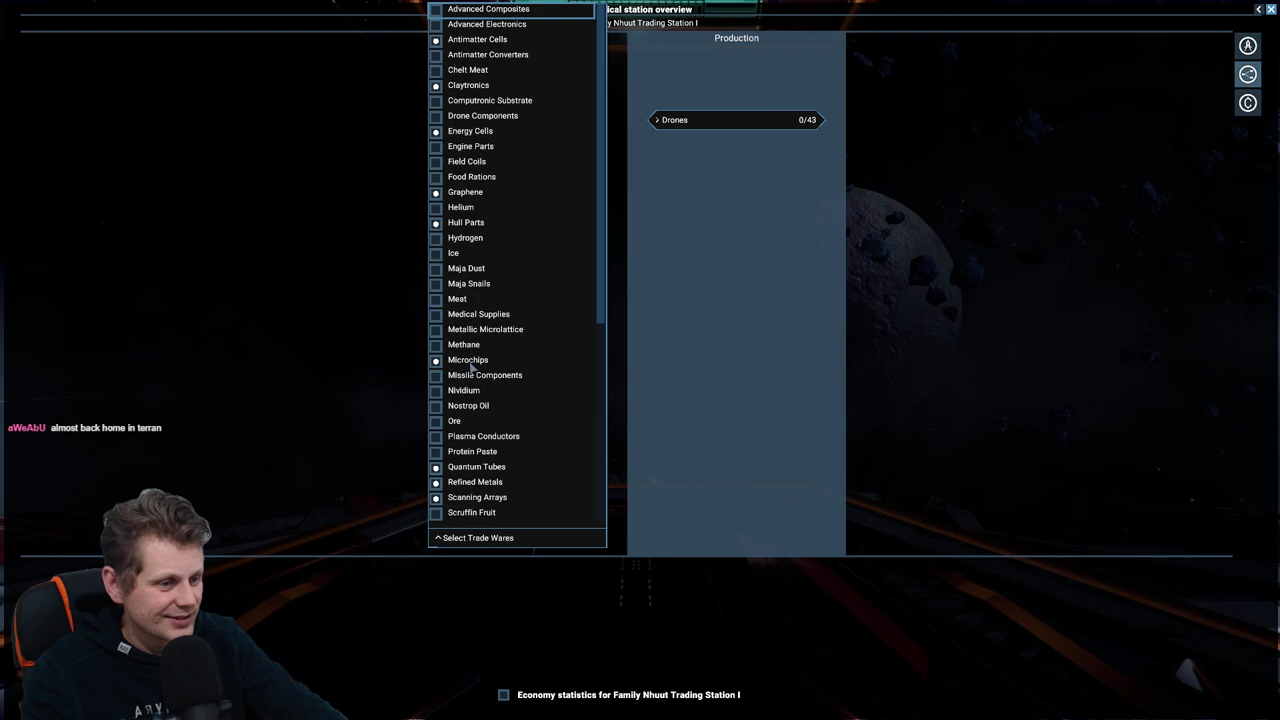 ical station overview
y Nhuut Trading Station I
Production
Drones 0/43
Advanced Composites
Advanced Electronics
Antimatter Cells
Antimatter Converters
Chelt Meat
Claytronics
Computronic Substrate
Drone Components
Energy Cells
Engine Parts
Field Coils
Food Rations
Graphene
Helium
Hull Parts
Hydrogen
Ice
Maja Dust
Maja Snails
Meat
Medical Supplies
Metallic Microlattice
Methane
Microchips
Missile Components
Nividium
Nostrop Oil
Ore
Plasma Conductors
Protein Paste
Quantum Tubes
Refined Metals
Scanning Arrays
Scruffin Fruit
Select Trade Wares
aWeAbU almost back home in terran
Economy statistics for Family Nhuut Trading Station I